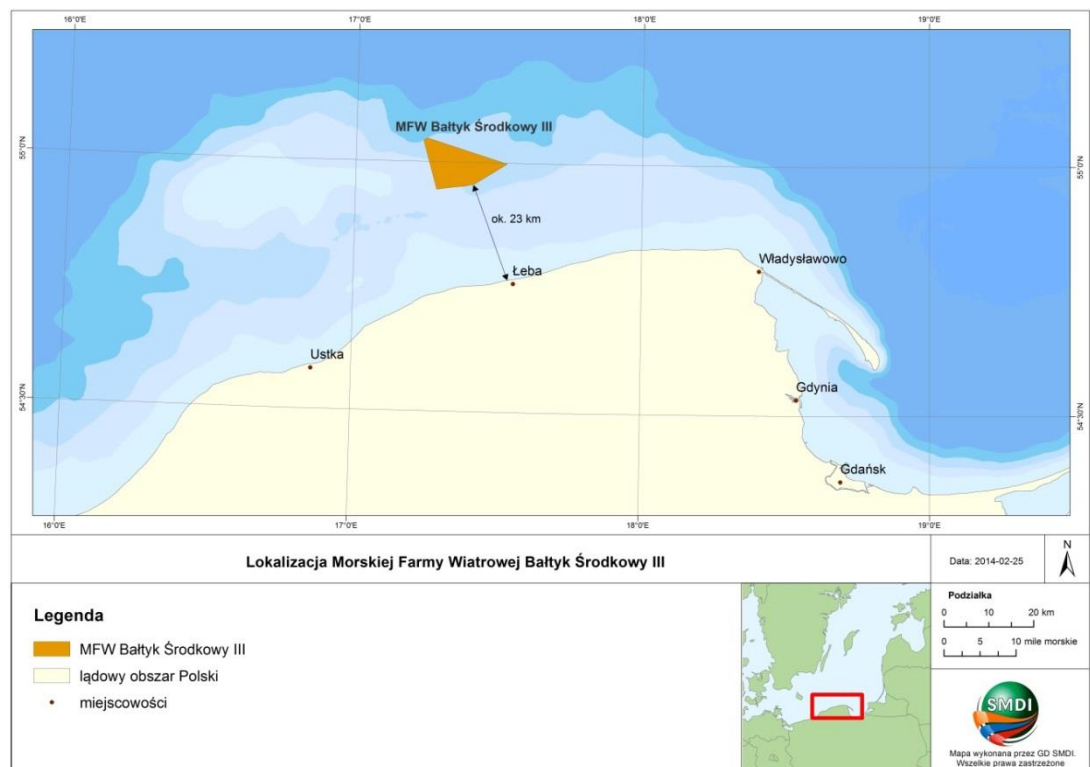 16°0'E 17°0'E 18°0'E 19°0'E
MFW Bałtyk Środkowy III
55°0'N
55°0'N
ok. 23 km
Władysławowo
Łeba
Ustka
Gdynia
54°30'N
54°30'N
Gdańsk
16°0'E 17°0'E 18°0'E 19°0'E
Lokalizacja Morskiej Farmy Wiatrowej Bałtyk Środkowy III
Data: 2014-02-25
N
Legenda
MFW Bałtyk Środkowy III
lądowy obszar Polski
miejscowości
Podziałka
0 10 20 km
0 5 10 mile morskie
SMDI
Mapa wykonana przez GD SMDI.
Wszelkie prawa zastrzeżone